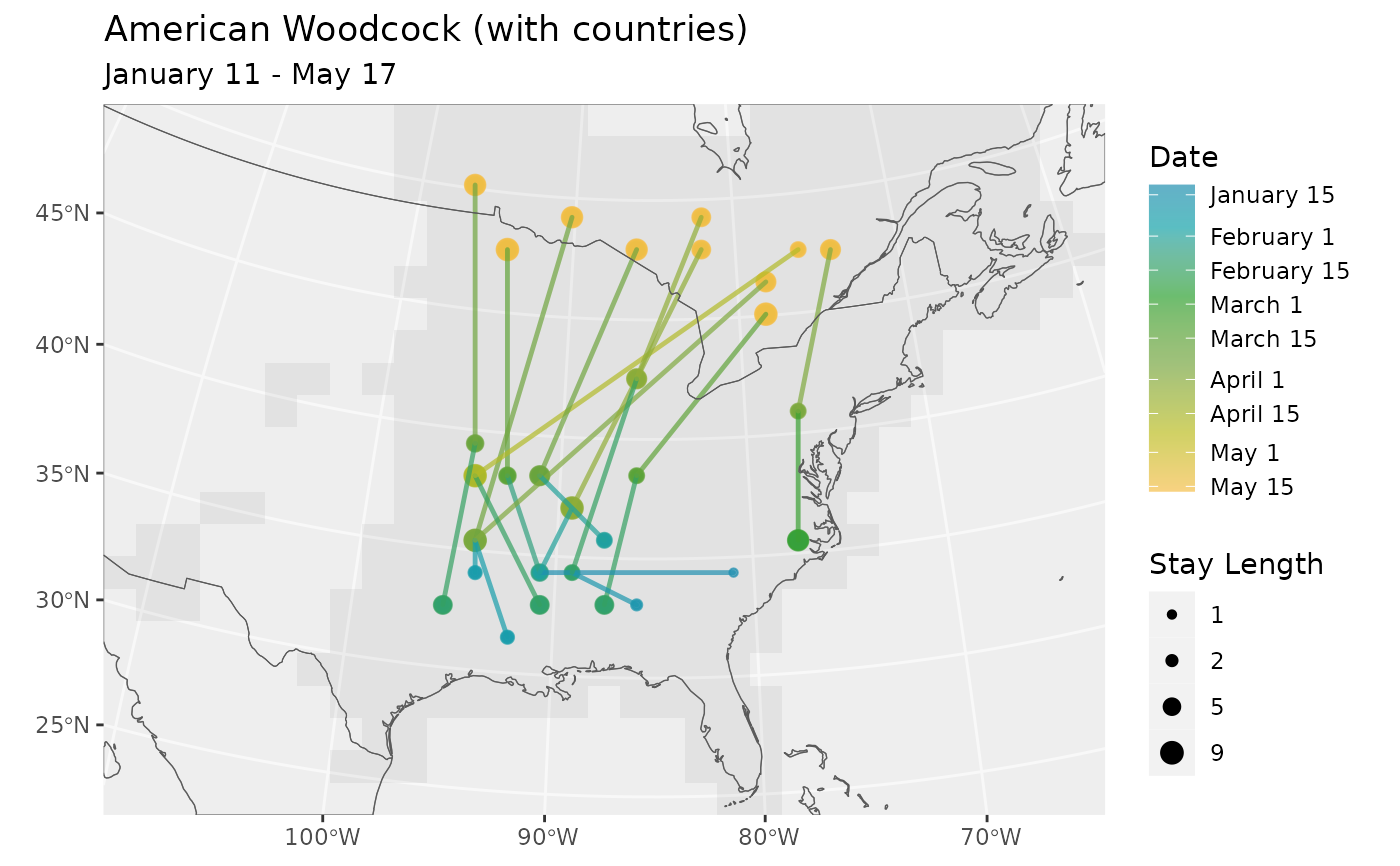 American Woodcock (with countries)
January 11 - May 17
45°N
40°N
35°N
30°N
25°N
100°W
90°W
80°W
70°W
Date
January 15
February 1
February 15
March 1
March 15
April 1
April 15
May 1
May 15
Stay Length
1
2
5
9